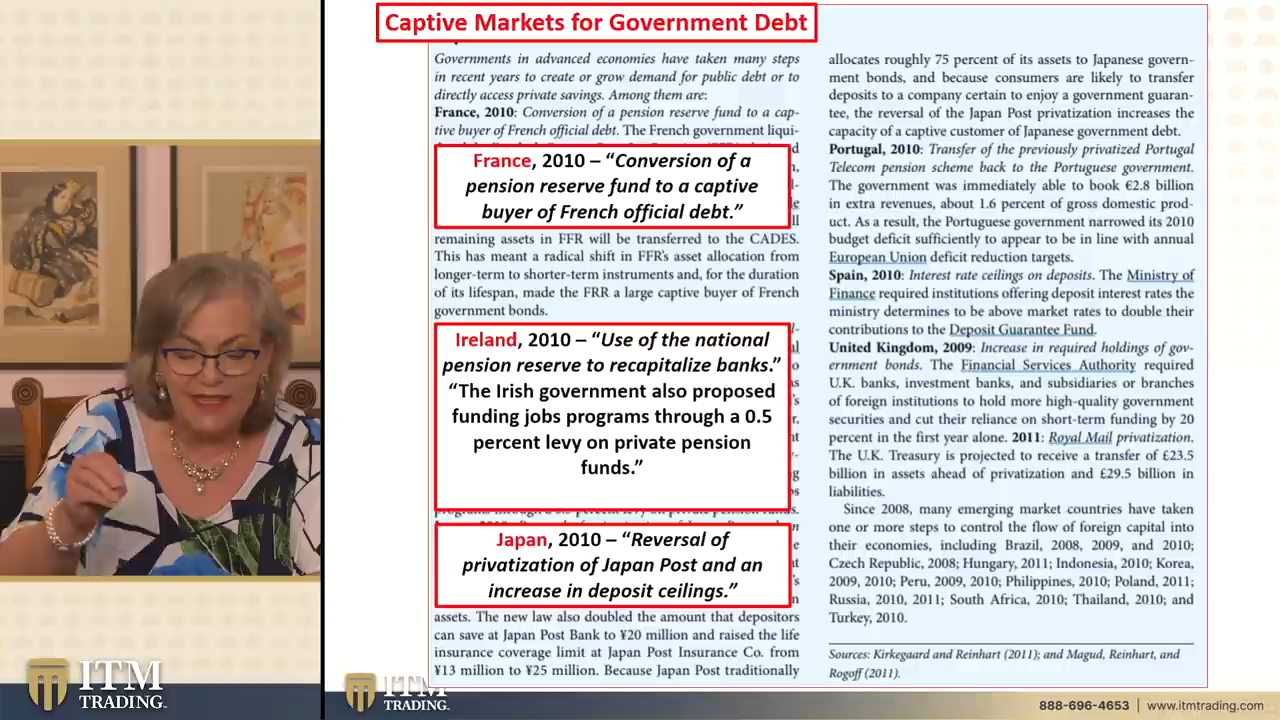 Captive Markets for Government Debt
Governments in advanced economies have taken many steps
in recent years to create or grow demand for public debt or to
directly access private savings. Among them are:
France, 2010: Conversion of a pension reserve fund to a cap-
tive buyer of French official debt. The French government liqui-
France, 2010 – “Conversion of a
pension reserve fund to a captive
buyer of French official debt.”
remaining assets in FFR will be transferred to the CADES.
This has meant a radical shift in FFR’s asset allocation from
longer-term to shorter-term instruments and, for the duration
of its lifespan, made the FRR a large captive buyer of French
government bonds.
Ireland, 2010 – “Use of the national
pension reserve to recapitalize banks.”
“The Irish government also proposed
funding jobs programs through a 0.5
percent levy on private pension
funds.”
Japan, 2010 – “Reversal of
privatization of Japan Post and an
increase in deposit ceilings.”
assets. The new law also doubled the amount that depositors
can save at Japan Post Bank to ¥20 million and raised the life
insurance coverage limit at Japan Post Insurance Co. from
¥13 million to ¥25 million. Because Japan Post traditionally
allocates roughly 75 percent of its assets to Japanese govern-
ment bonds, and because consumers are likely to transfer
deposits to a company certain to enjoy a government guaran-
tee, the reversal of the Japan Post privatization increases the
capacity of a captive customer of Japanese government debt.
Portugal, 2010: Transfer of the previously privatized Portugal
Telecom pension scheme back to the Portuguese government.
The government was immediately able to book €2.8 billion
in extra revenues, about 1.6 percent of gross domestic prod-
uct. As a result, the Portuguese government narrowed its 2010
budget deficit sufficiently to appear to be in line with annual
European Union deficit reduction targets.
Spain, 2010: Interest rate ceilings on deposits. The Ministry of
Finance required institutions offering deposit interest rates the
ministry determines to be above market rates to double their
contributions to the Deposit Guarantee Fund.
United Kingdom, 2009: Increase in required holdings of gov-
ernment bonds. The Financial Services Authority required
U.K. banks, investment banks, and subsidiaries or branches
of foreign institutions to hold more high-quality government
securities and cut their reliance on short-term funding by 20
percent in the first year alone. 2011: Royal Mail privatization.
The U.K. Treasury is projected to receive a transfer of £23.5
billion in assets ahead of privatization and £29.5 billion in
liabilities.
Since 2008, many emerging market countries have taken
one or more steps to control the flow of foreign capital into
their economies, including Brazil, 2008, 2009, and 2010;
Czech Republic, 2008; Hungary, 2011; Indonesia, 2010; Korea,
2009, 2010; Peru, 2009, 2010; Philippines, 2010; Poland, 2011;
Russia, 2010, 2011; South Africa, 2010; Thailand, 2010; and
Turkey, 2010.
Sources: Kirkegaard and Reinhart (2011); and Magud, Reinhart, and
Rogoff (2011).
ITM
TRADING
ITM
TRADING
888-696-4653 | www.itmtrading.com